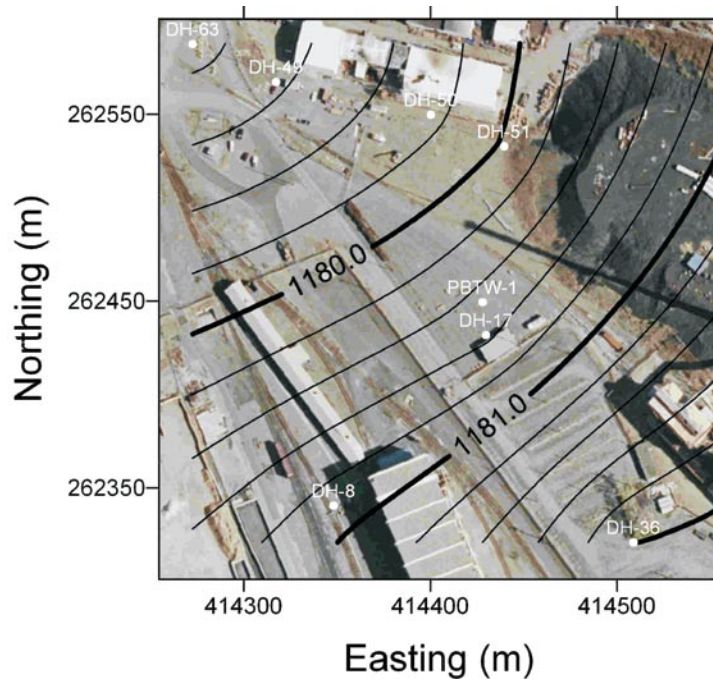 DH-63
DH-49
262550
DH-50
DH-51
1180.0
262450
PBTW-1
DH-17
1181.0
262350
DH-8
DH-36
414300
414400
414500
Northing (m)
Easting (m)